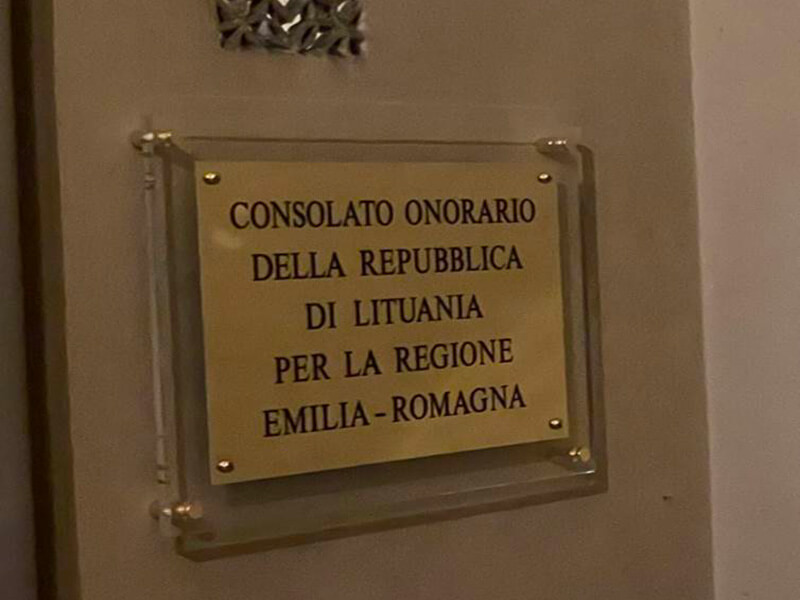 CONSOLATO ONORARIO
DELLA REPUBBLICA
DI LITUANIA
PER LA REGIONE
EMILIA-ROMAGNA